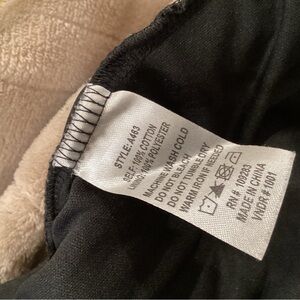 STYLE: A463
SELF: 100% COTTON
LINING: 100% POLYESTER
MACHINE WASH COLD
DO NOT BLEACH
DO NOT TUMBLE DRY
WARM IRON IF NEEDED
RN # 109283
MADE IN CHINA
VNDR # 1001